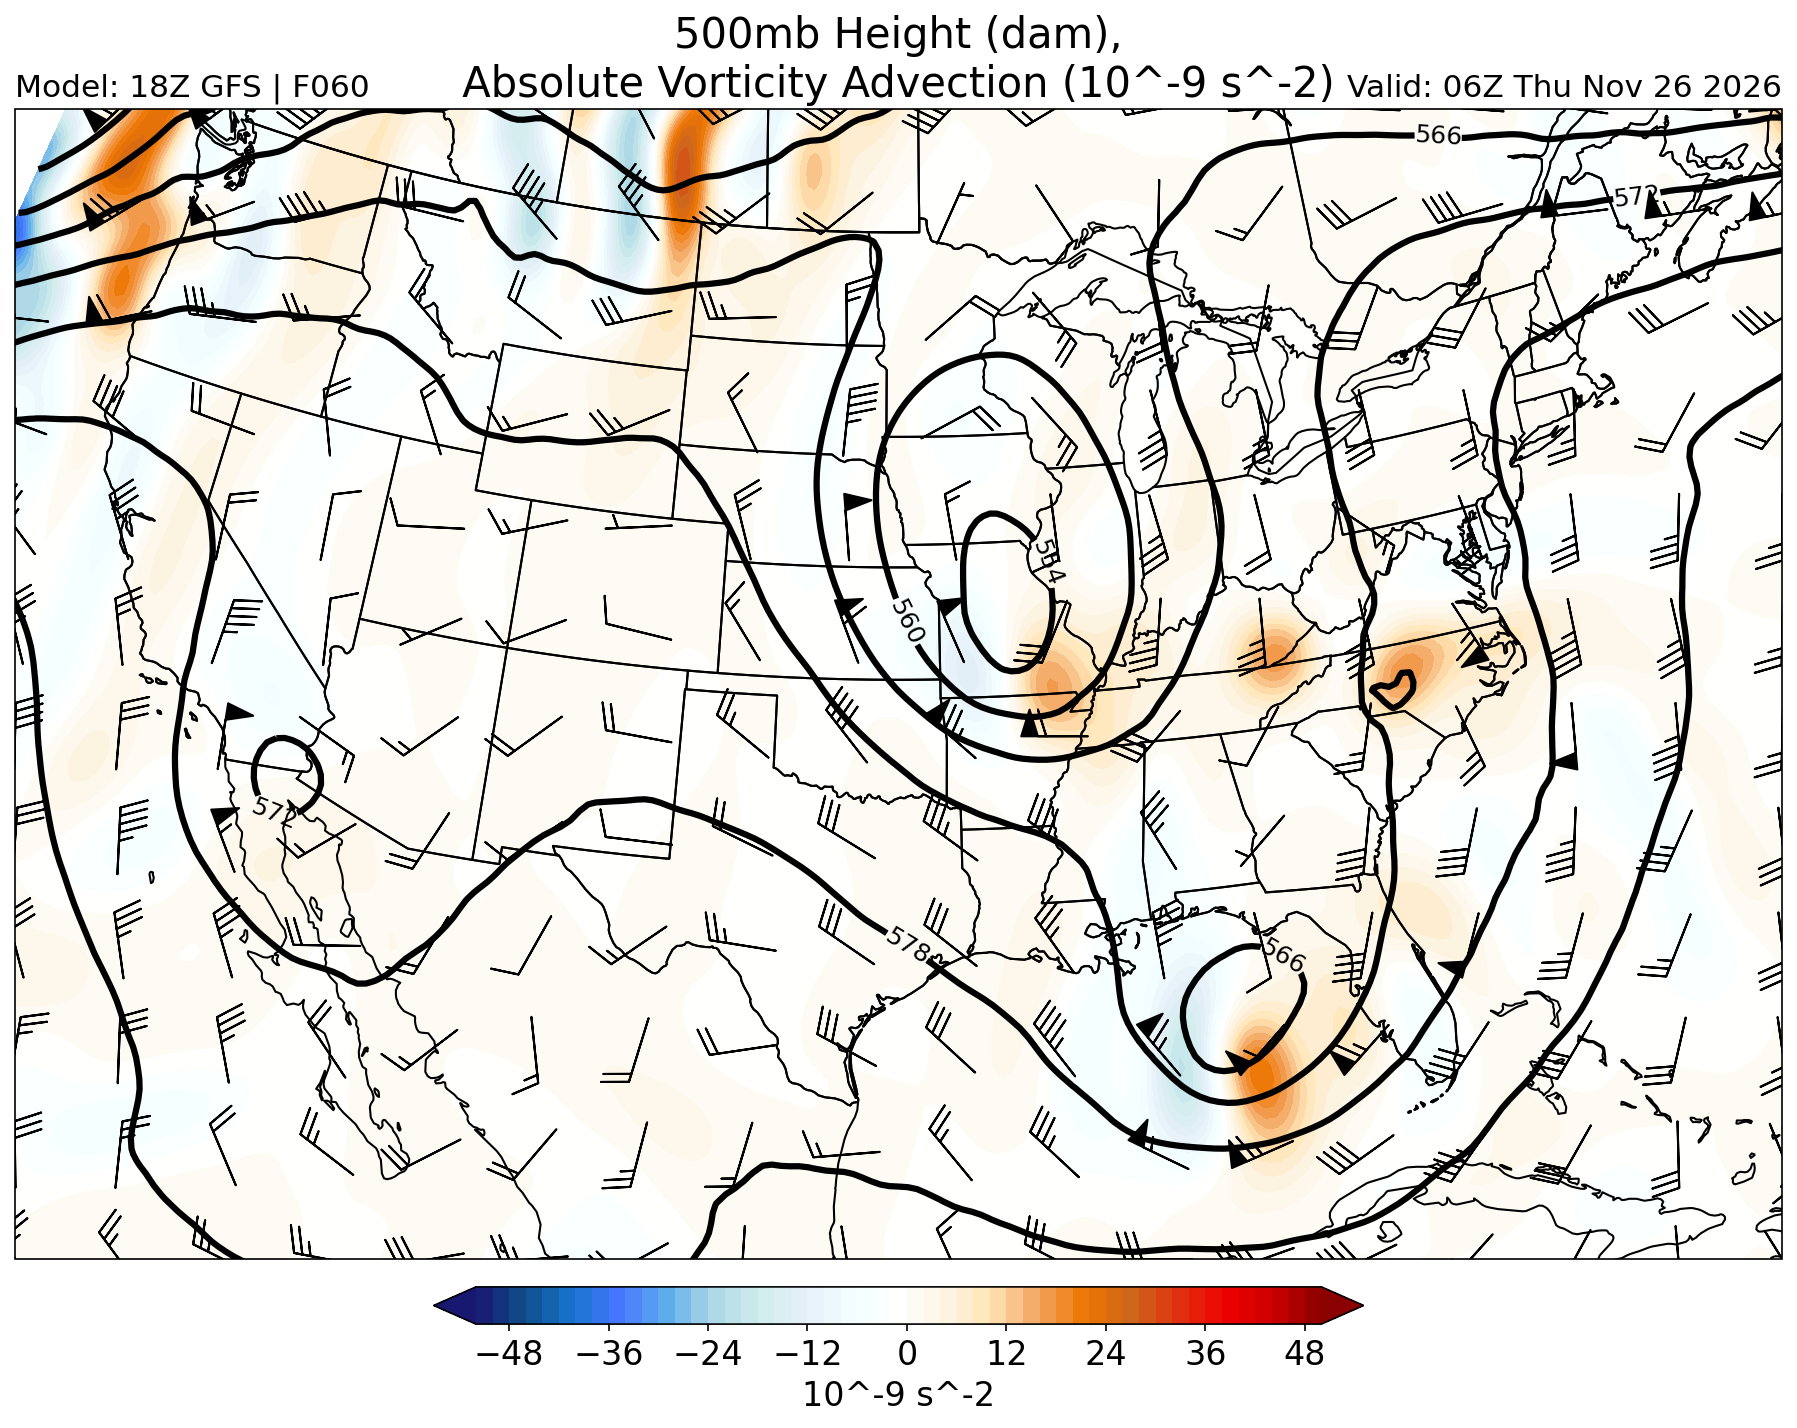 500mb Height (dam),
Model: 18Z GFS | F060
Absolute Vorticity Advection (10^-9 s^-2)
Valid: 06Z Thu Nov 26 2026
566
572
554
560
572
578
566
−48 −36 −24 −12 0 12 24 36 48
10^-9 s^-2